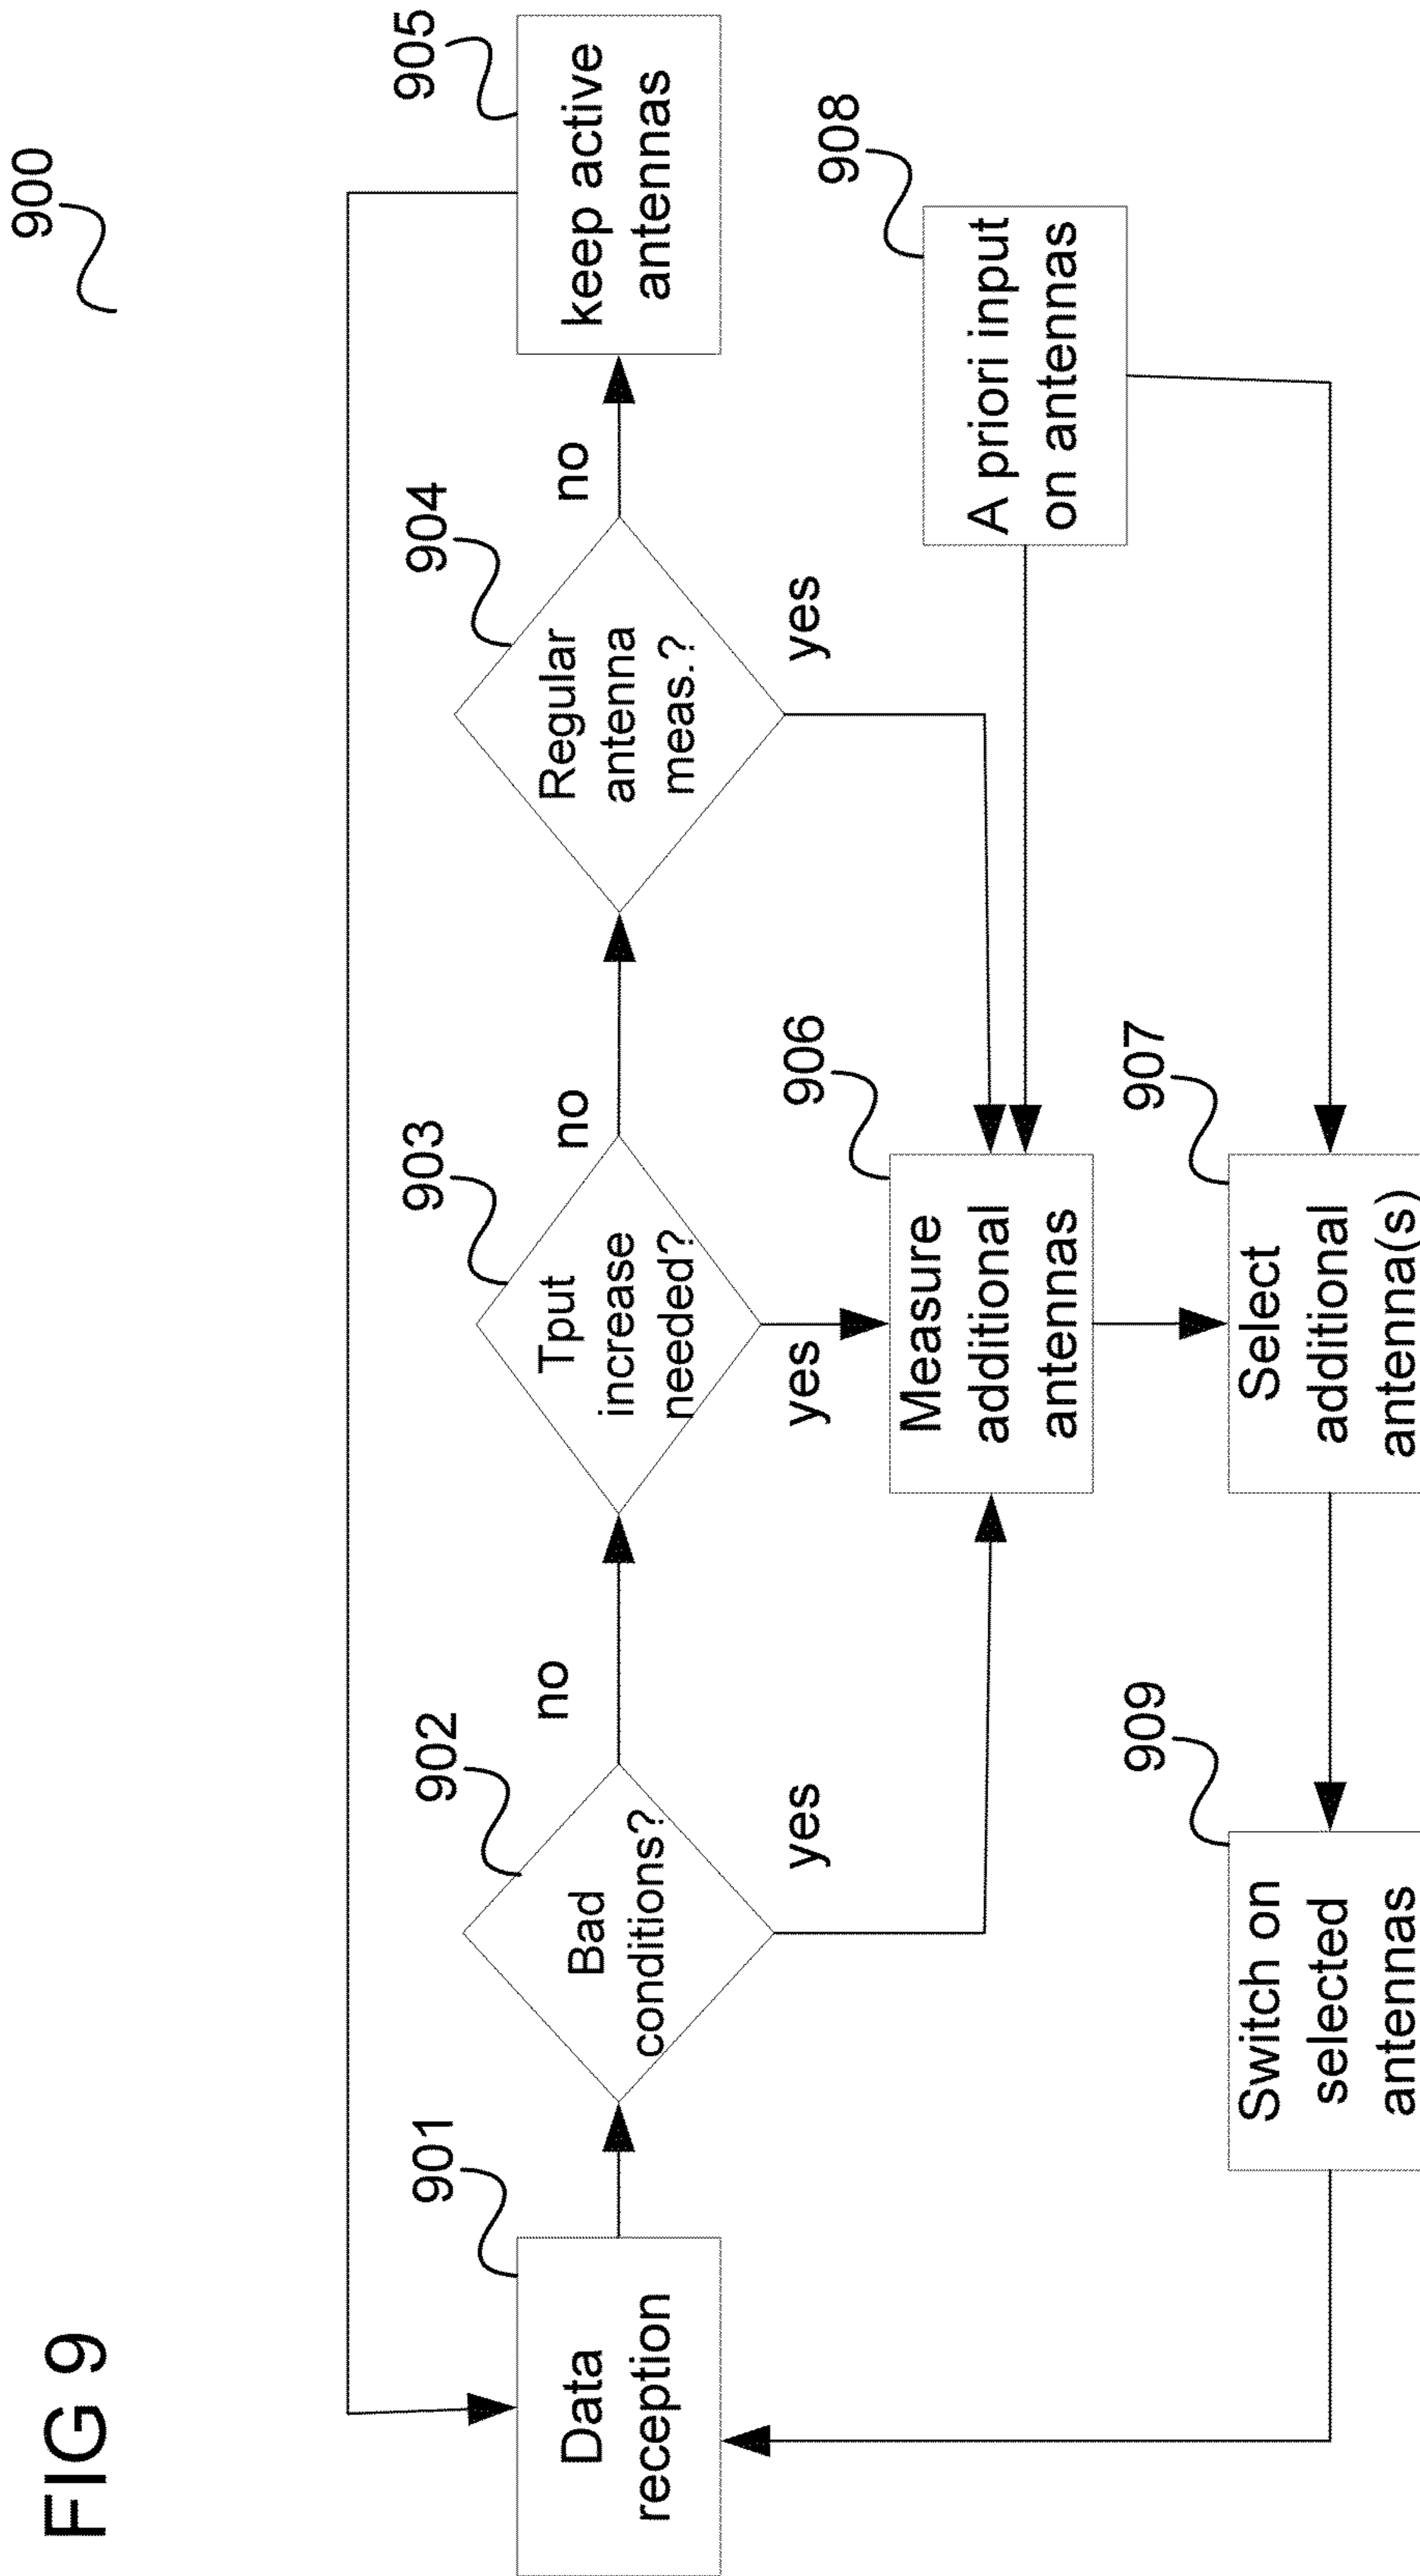 FIG 9
900
901
Data
reception
902
Bad
conditions?
no
yes
903
Tput
increase
needed?
no
yes
904
Regular
antenna
meas.?
no
yes
905
keep active
antennas
906
Measure
additional
antennas
908
A priori input
on antennas
909
Switch on
selected
antennas
907
Select
additional
antenna(s)